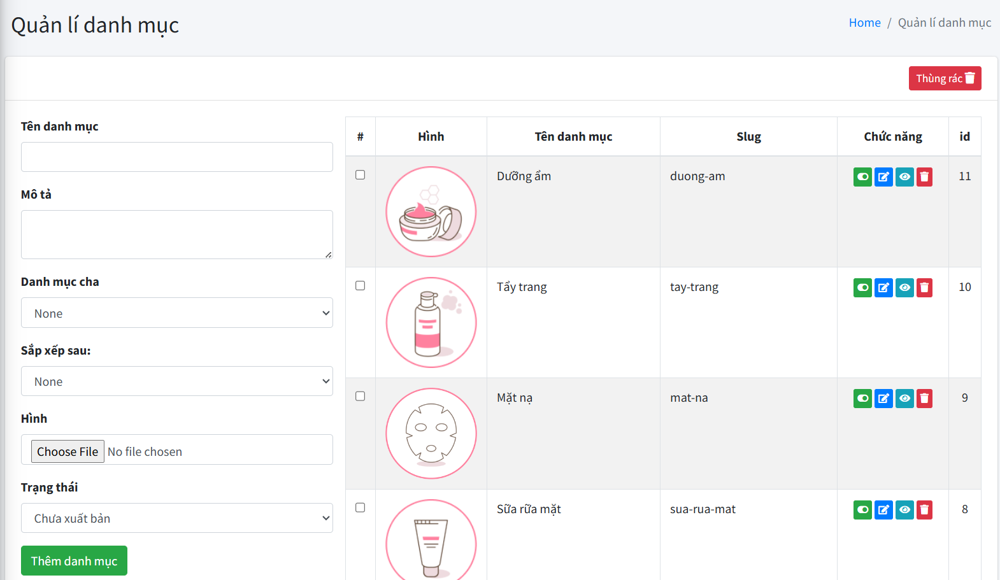 Quản lí danh mục
Home / Quản lí danh mục
Thùng rác
Tên danh mục
Mô tả
Danh mục cha
None
Sắp xếp sau:
None
Hình
Choose File No file chosen
Trạng thái
Chưa xuất bản
Thêm danh mục
# Hình Tên danh mục Slug Chức năng id
Dưỡng ẩm duong-am 11
Tẩy trang tay-trang 10
Mặt nạ mat-na 9
Sữa rữa mặt sua-rua-mat 8